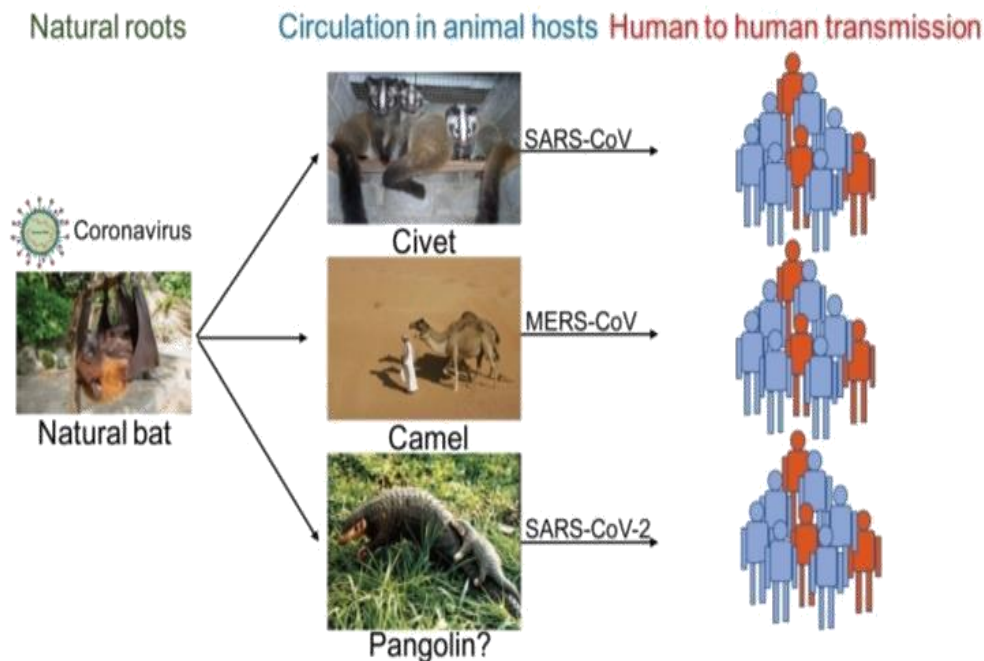 Natural roots
Circulation in animal hosts
Human to human transmission
Coronavirus
Natural bat
Civet
SARS-CoV
Camel
MERS-CoV
Pangolin?
SARS-CoV-2